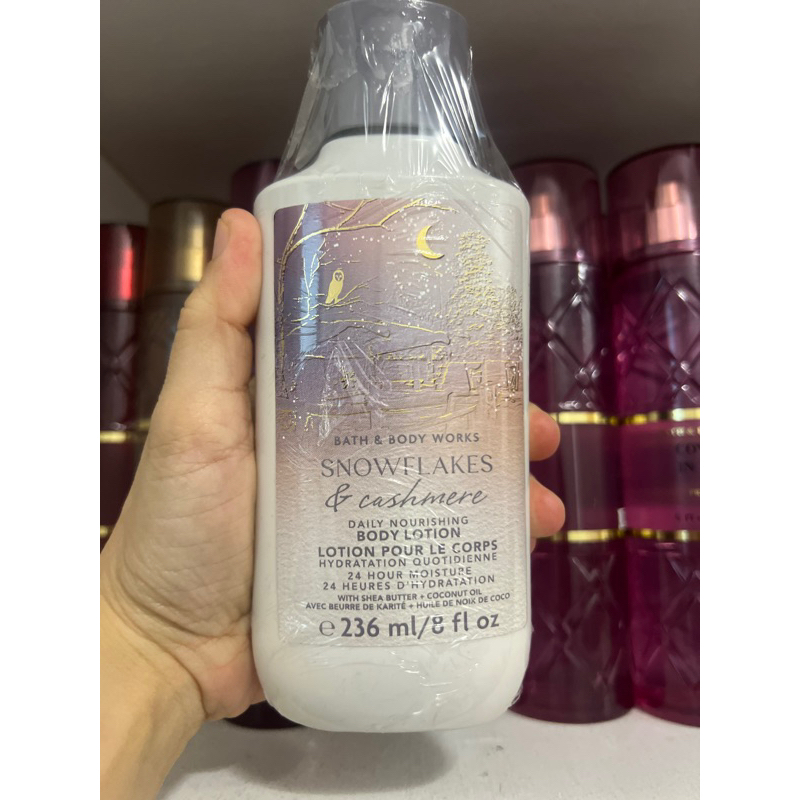 BATH & BODY WORKS
SNOWFLAKES
& cashmere
DAILY NOURISHING
BODY LOTION
LOTION POUR LE CORPS
HYDRATATION QUOTIDIENNE
24 HOUR MOISTURE
24 HEURES D'HYDRATATION
WITH SHEA BUTTER + COCONUT OIL
AVEC BEURRE DE KARITÉ + HUILE DE NOIX DE COCO
℮ 236 ml/8 fl oz
IN